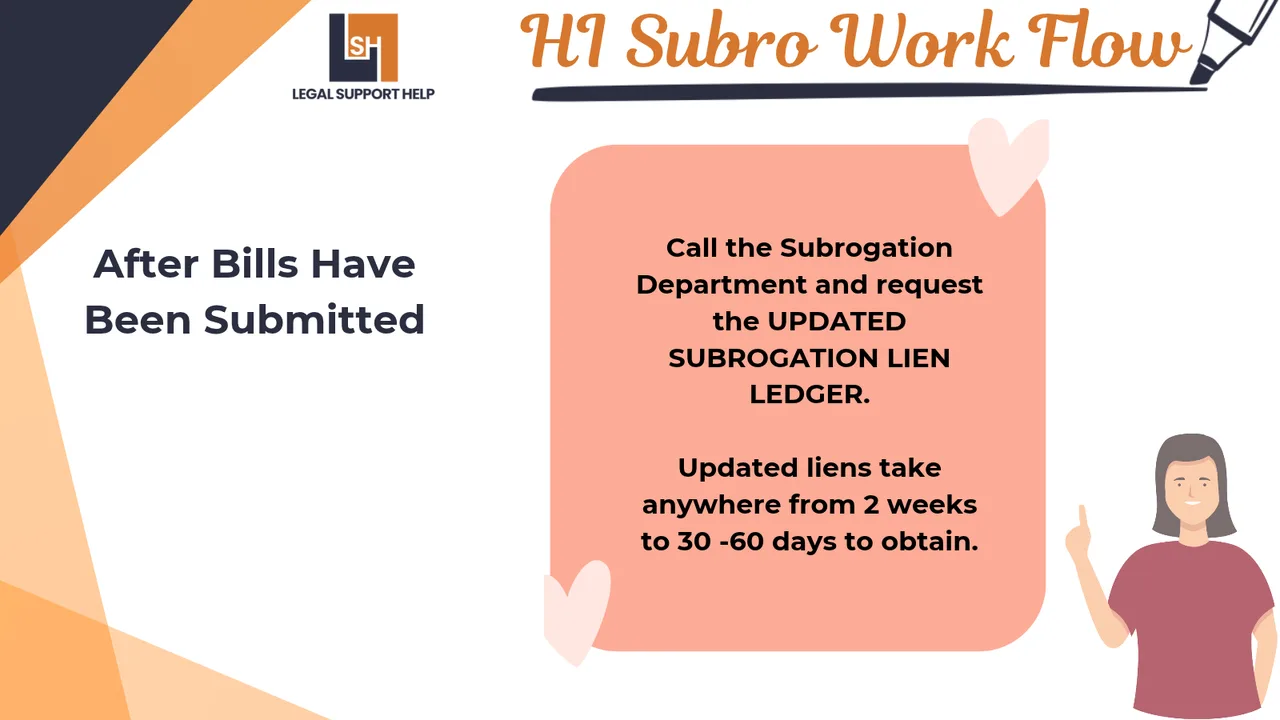 SH
LEGAL SUPPORT HELP
HI Subro Work Flow
After Bills Have
Been Submitted
Call the Subrogation
Department and request
the UPDATED
SUBROGATION LIEN
LEDGER.
Updated liens take
anywhere from 2 weeks
to 30 -60 days to obtain.